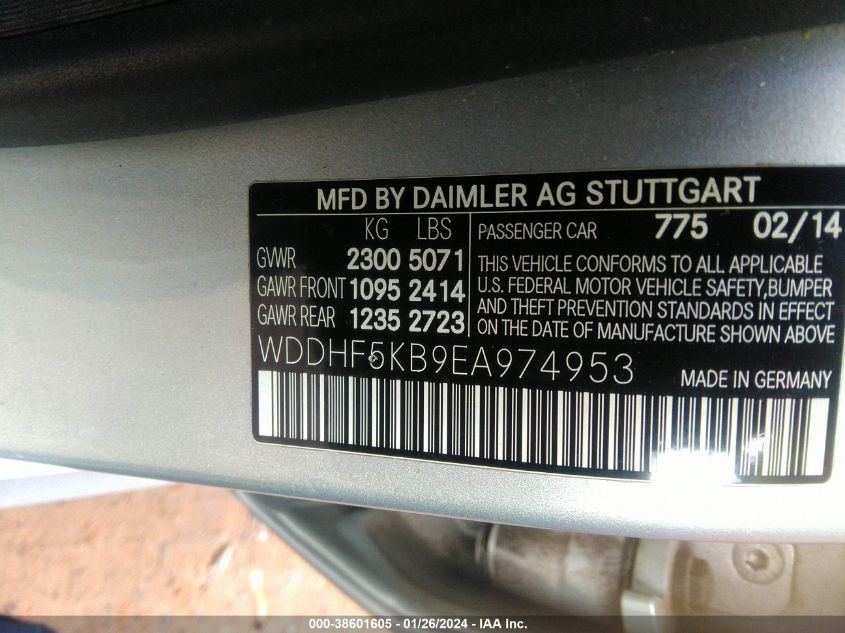 MFD BY DAIMLER AG STUTTGART
KG LBS
GVWR 2300 5071
GAWR FRONT 1095 2414
GAWR REAR 1235 2723
PASSENGER CAR 775 02/14
THIS VEHICLE CONFORMS TO ALL APPLICABLE
U.S. FEDERAL MOTOR VEHICLE SAFETY,BUMPER
AND THEFT PREVENTION STANDARDS IN EFFECT
ON THE DATE OF MANUFACTURE SHOWN ABOVE
WDDHF5KB9EA974953
MADE IN GERMANY
000-38601605 - 01/26/2024 - IAA Inc.